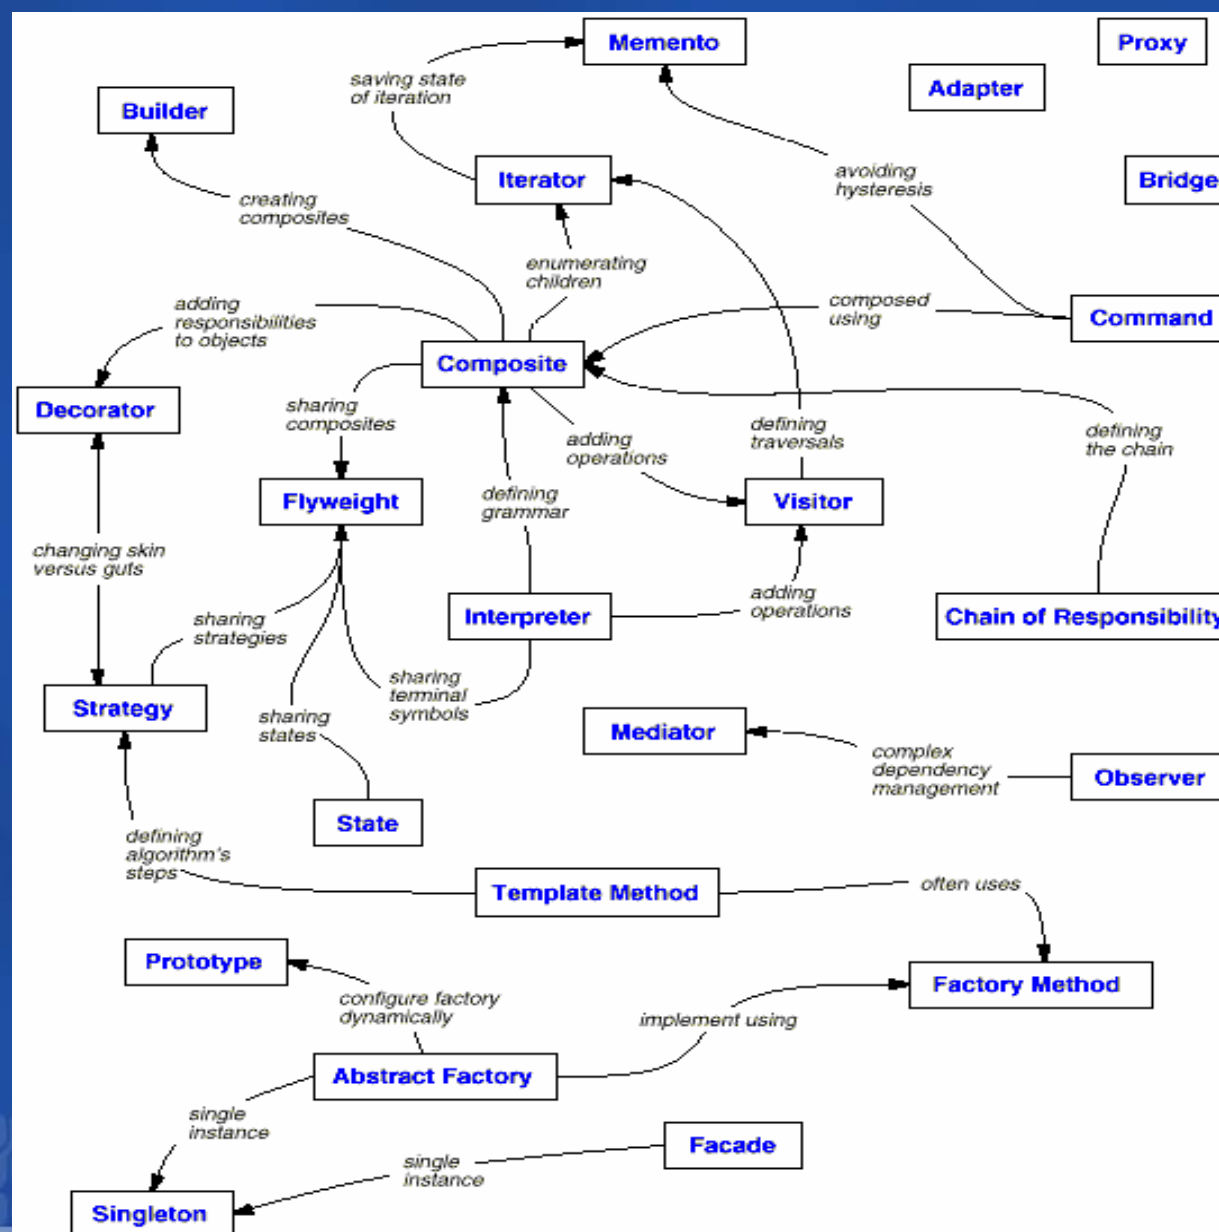 Memento
Proxy
saving state
of iteration
Adapter
Builder
Iterator
avoiding
hysteresis
Bridge
creating
composites
enumerating
children
adding
responsibilities
to objects
composed
using
Command
Composite
Decorator
sharing
composites
adding
operations
defining
traversals
defining
the chain
Flyweight
defining
grammar
Visitor
changing skin
versus guts
sharing
strategies
Interpreter
adding
operations
Chain of Responsibility
sharing
terminal
symbols
Strategy
sharing
states
Mediator
complex
dependency
management
Observer
State
defining
algorithm's
steps
Template Method
often uses
Prototype
configure factory
dynamically
Factory Method
implement using
Abstract Factory
single
instance
Facade
single
instance
Singleton